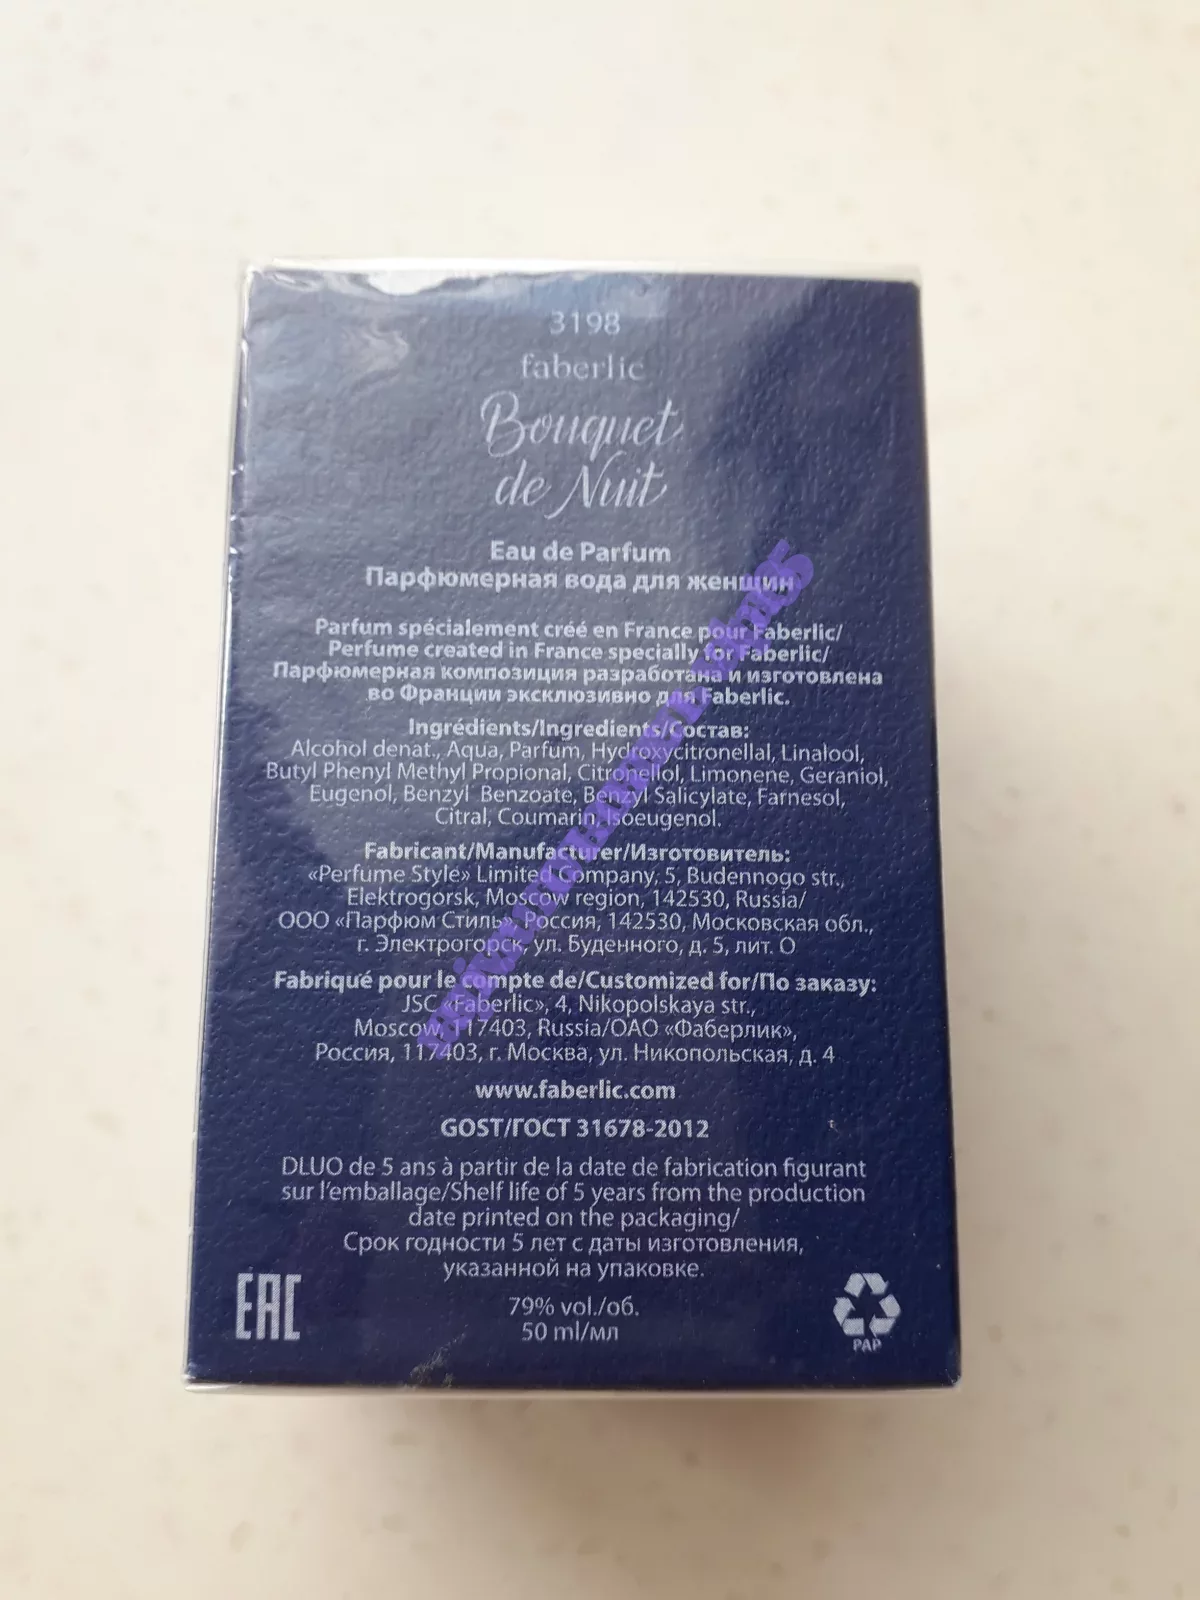 3198
faberlic
Bouquet
de Nuit
Eau de Parfum
Парфюмерная вода для женщин
Parfum spécialement créé en France pour Faberlic/
Perfume created in France specially for Faberlic/
Парфюмерная композиция разработана и изготовлена
во Франции эксклюзивно для Faberlic.
Ingrédients/Ingredients/Состав:
Alcohol denat., Aqua, Parfum, Hydroxycitronellal, Linalool,
Butyl Phenyl Methyl Propional, Citronellol, Limonene, Geraniol,
Eugenol, Benzyl Benzoate, Benzyl Salicylate, Farnesol,
Citral, Coumarin, Isoeugenol.
Fabricant/Manufacturer/Изготовитель:
«Perfume Style» Limited Company, 5, Budennogo str.,
Elektrogorsk, Moscow region, 142530, Russia/
ООО «Парфюм Стиль», Россия, 142530, Московская обл.,
г. Электрогорск, ул. Буденного, д. 5, лит. О
Fabriqué pour le compte de/Customized for/По заказу:
JSC «Faberlic», 4, Nikopolskaya str.,
Moscow, 117403, Russia/ОАО «Фаберлик»,
Россия, 117403, г. Москва, ул. Никопольская, д. 4
www.faberlic.com
GOST/ГОСТ 31678-2012
DLUO de 5 ans à partir de la date de fabrication figurant
sur l'emballage/Shelf life of 5 years from the production
date printed on the packaging/
Срок годности 5 лет с даты изготовления,
указанной на упаковке.
EAC
79% vol./об.
50 ml/мл
PAP